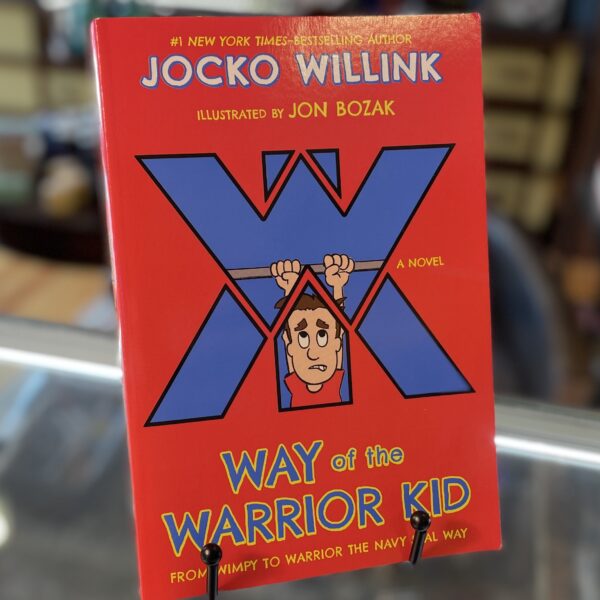 #1 NEW YORK TIMES–BESTSELLING AUTHOR
JOCKO WILLINK
ILLUSTRATED BY JON BOZAK
A NOVEL
WAY of the
WARRIOR KID
FROM WIMPY TO WARRIOR THE NAVY SEAL WAY